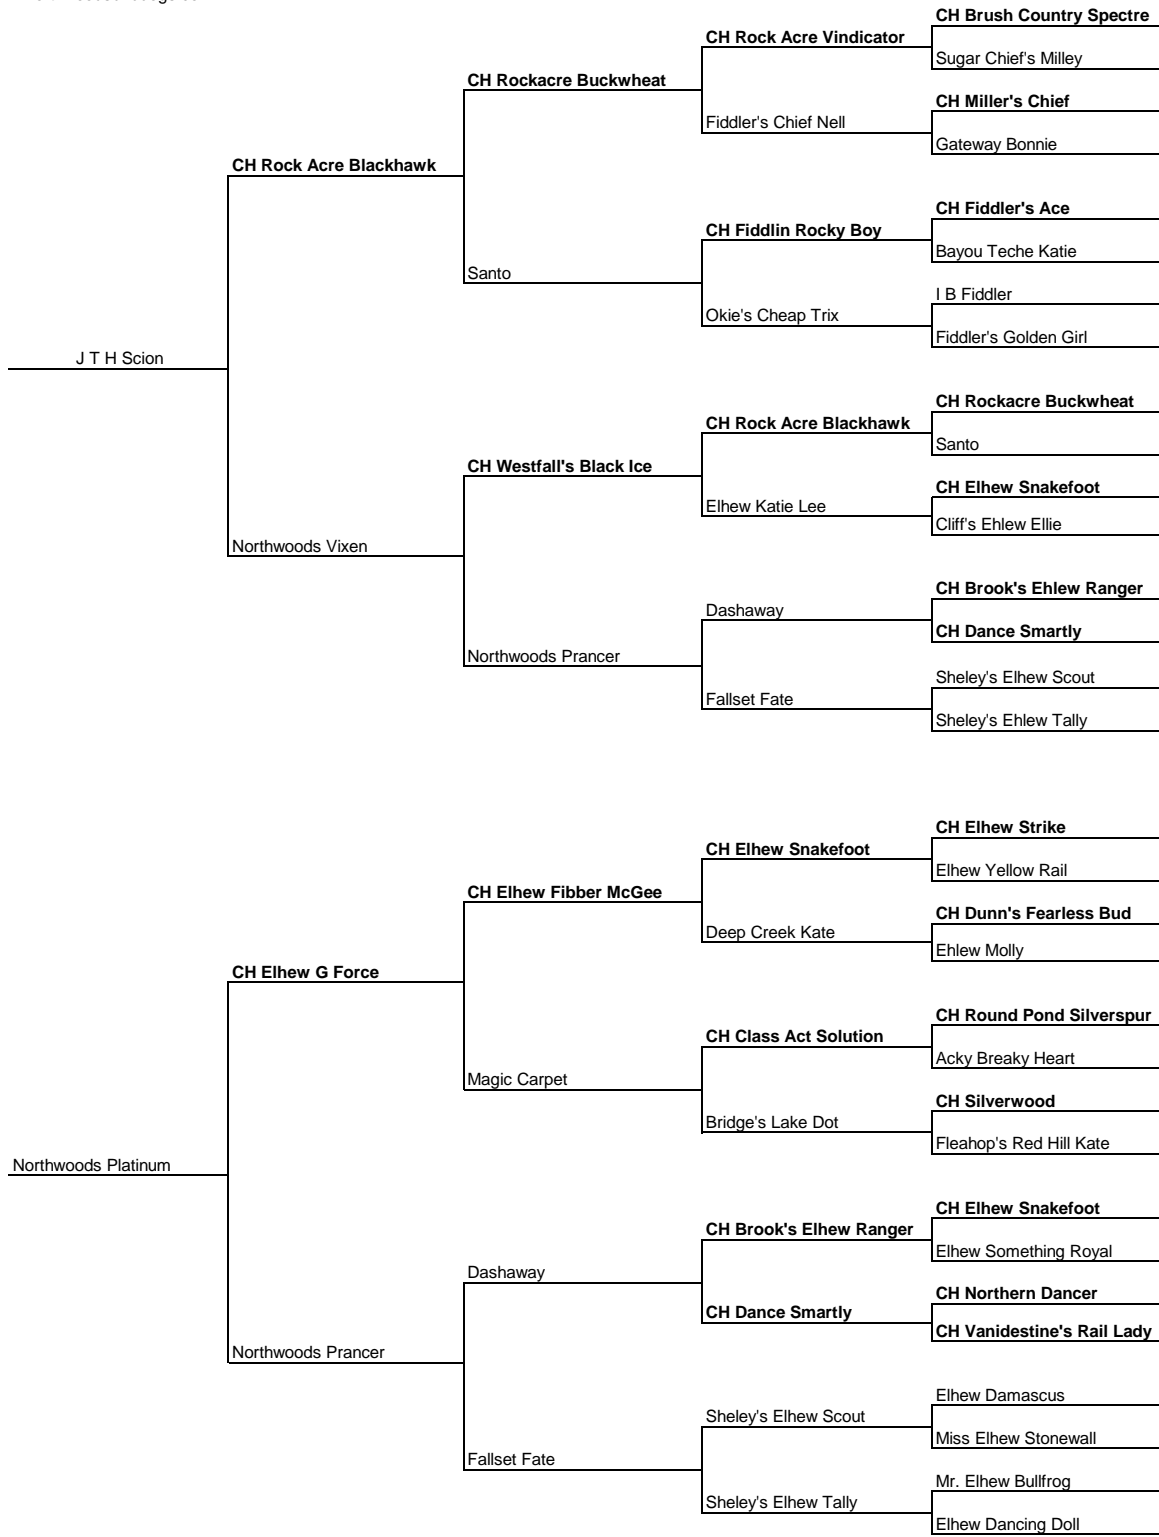 CH Brush Country Spectre
CH Rock Acre Vindicator
Sugar Chief's Milley
CH Rockacre Buckwheat
CH Miller's Chief
Fiddler's Chief Nell
Gateway Bonnie
CH Rock Acre Blackhawk
CH Fiddler's Ace
CH Fiddlin Rocky Boy
Bayou Teche Katie
Santo
I B Fiddler
Okie's Cheap Trix
Fiddler's Golden Girl
J T H Scion
CH Rockacre Buckwheat
CH Rock Acre Blackhawk
Santo
CH Westfall's Black Ice
CH Elhew Snakefoot
Elhew Katie Lee
Cliff's Ehlew Ellie
Northwoods Vixen
CH Brook's Ehlew Ranger
Dashaway
CH Dance Smartly
Northwoods Prancer
Sheley's Elhew Scout
Fallset Fate
Sheley's Ehlew Tally
CH Elhew Strike
CH Elhew Snakefoot
Elhew Yellow Rail
CH Elhew Fibber McGee
CH Dunn's Fearless Bud
Deep Creek Kate
Ehlew Molly
CH Elhew G Force
CH Round Pond Silverspur
CH Class Act Solution
Acky Breaky Heart
Magic Carpet
CH Silverwood
Bridge's Lake Dot
Fleahop's Red Hill Kate
Northwoods Platinum
CH Elhew Snakefoot
CH Brook's Elhew Ranger
Elhew Something Royal
Dashaway
CH Northern Dancer
CH Dance Smartly
CH Vanidestine's Rail Lady
Northwoods Prancer
Elhew Damascus
Sheley's Elhew Scout
Miss Elhew Stonewall
Fallset Fate
Mr. Elhew Bullfrog
Sheley's Elhew Tally
Elhew Dancing Doll